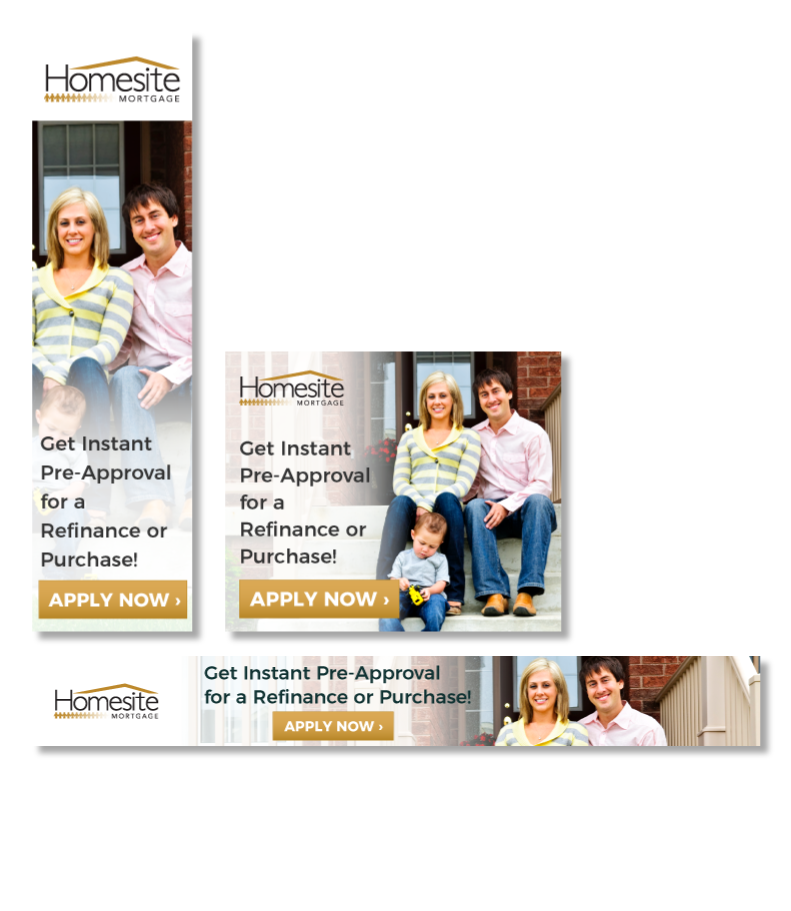 Homesite
MORTGAGE
Get Instant
Pre-Approval
for a
Refinance or
Purchase!
APPLY NOW ›
Homesite
MORTGAGE
Get Instant
Pre-Approval
for a
Refinance or
Purchase!
APPLY NOW ›
Homesite
MORTGAGE
Get Instant Pre-Approval
for a Refinance or Purchase!
APPLY NOW ›